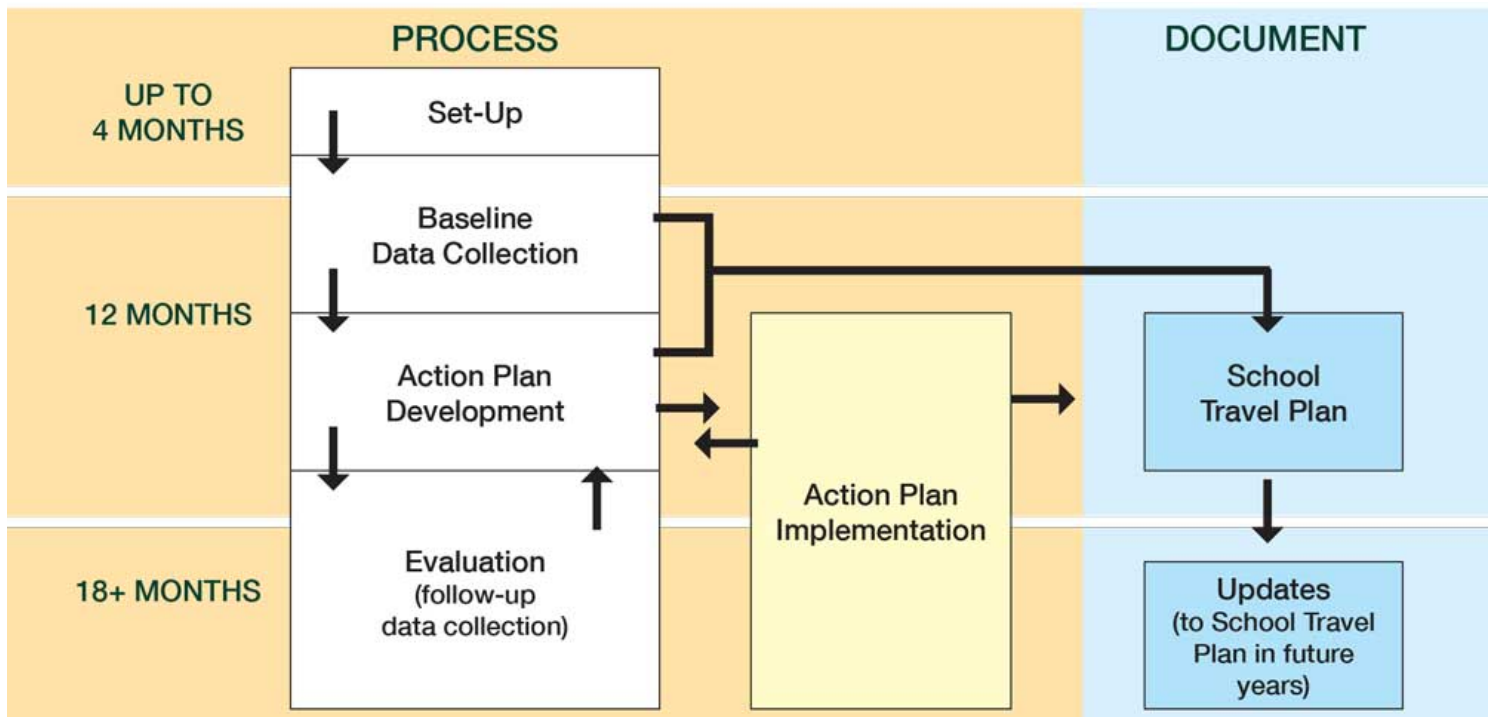 PROCESS
DOCUMENT
UP TO
4 MONTHS
Set-Up
Baseline
Data Collection
12 MONTHS
Action Plan
Development
School
Travel Plan
Action Plan
Implementation
18+ MONTHS
Evaluation
(follow-up
data collection)
Updates
(to School Travel
Plan in future
years)